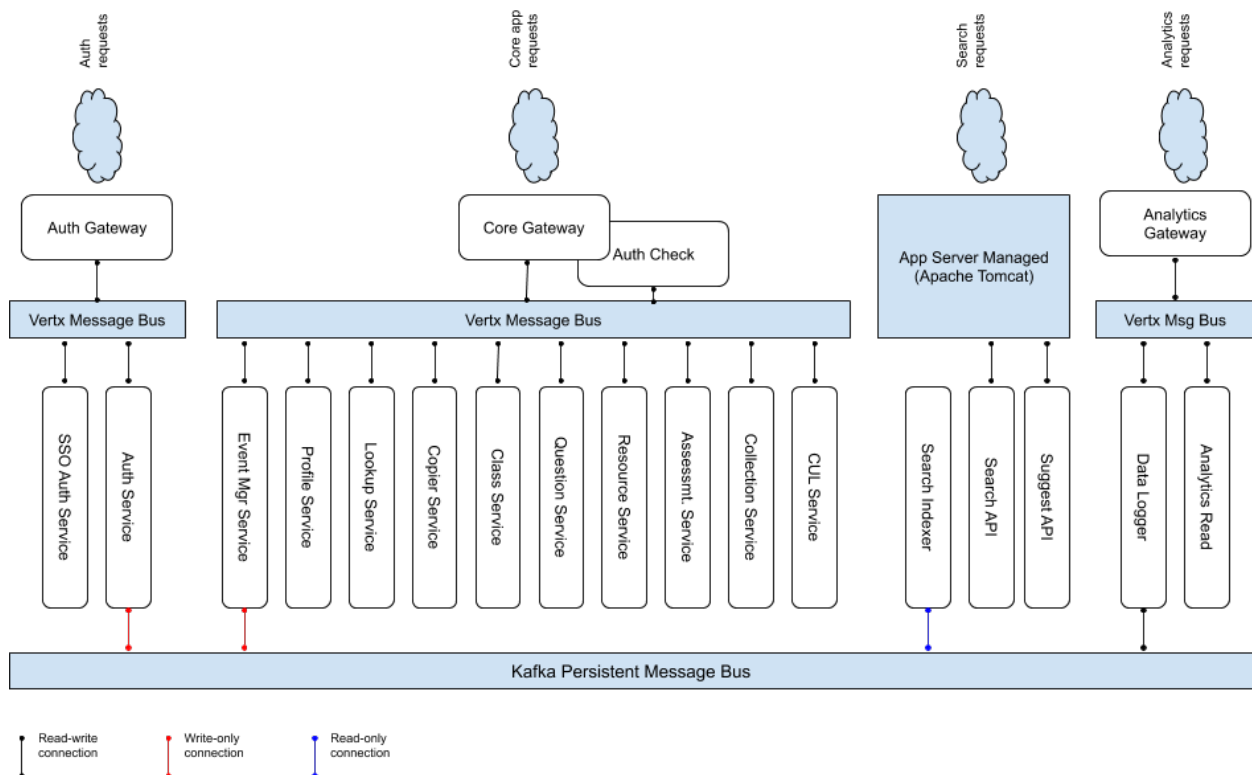 Auth
requests
Core app
requests
Search
requests
Analytics
requests
Auth Gateway
Core Gateway
Auth Check
App Server Managed
(Apache Tomcat)
Analytics
Gateway
Vertx Message Bus
Vertx Message Bus
Vertx Msg Bus
SSO Auth Service
Auth Service
Event Mgr Service
Profile Service
Lookup Service
Copier Service
Class Service
Question Service
Resource Service
Assessmt. Service
Collection Service
CUL Service
Search Indexer
Search API
Suggest API
Data Logger
Analytics Read
Kafka Persistent Message Bus
Read-write
connection
Write-only
connection
Read-only
connection